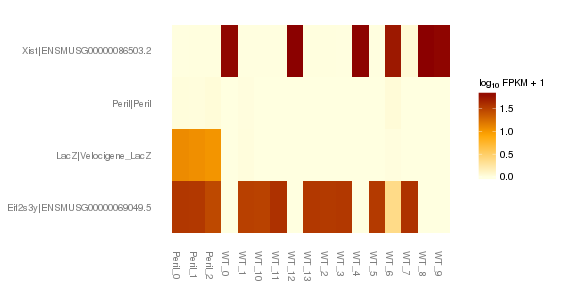 Xist|ENSMUSG00000086503.2
Peril|Peril
LacZ|Velocigene_LacZ
Eif2s3y|ENSMUSG00000069049.5
Peril_0
Peril_1
Peril_2
WT_0
WT_1
WT_10
WT_11
WT_12
WT_13
WT_2
WT_3
WT_4
WT_5
WT_6
WT_7
WT_8
WT_9
log₁₀ FPKM + 1
1.5
1.0
0.5
0.0